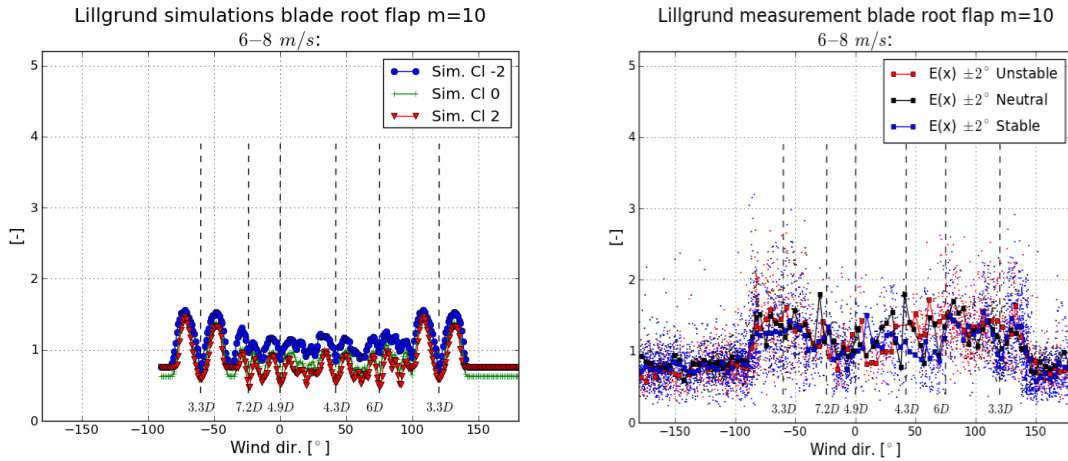 Lillgrund simulations blade root flap m=10
6−8 m/s:
5
4
3
2
1
0
[-]
Sim. Cl -2
Sim. Cl 0
Sim. Cl 2
3.3D 7.2D 4.9D 4.3D 6D 3.3D
−150 −100 −50 0 50 100 150
Wind dir. [°]
Lillgrund measurement blade root flap m=10
6−8 m/s:
5
4
3
2
1
0
[-]
E(x) ±2° Unstable
E(x) ±2° Neutral
E(x) ±2° Stable
3.3D 7.2D 4.9D 4.3D 6D 3.3D
−150 −100 −50 0 50 100 150
Wind dir. [°]